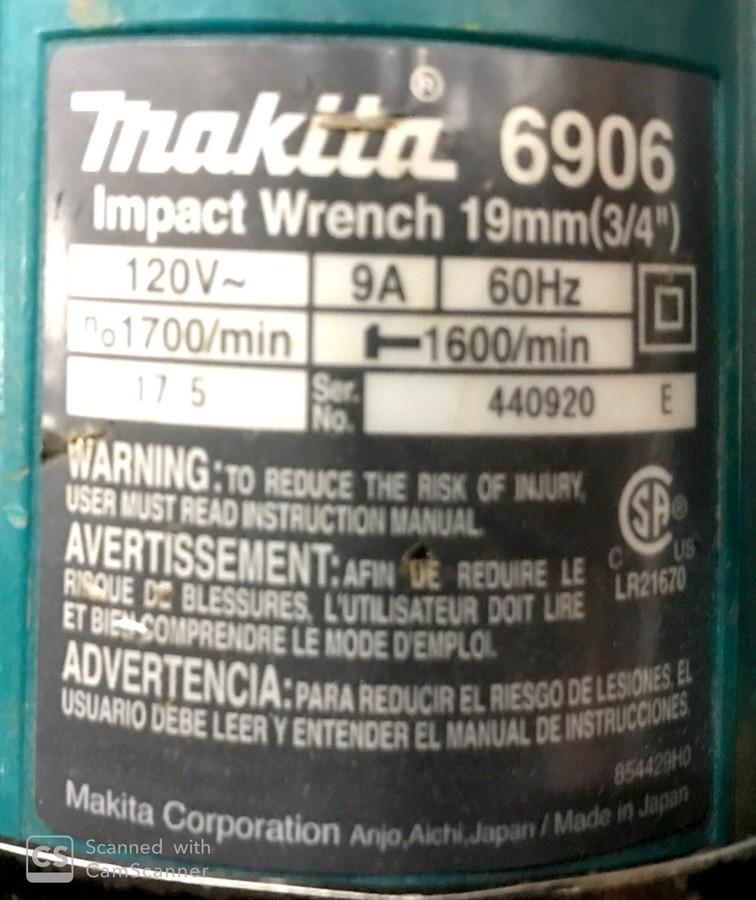 makita® 6906
Impact Wrench 19mm(3/4")
120V~ 9A 60Hz
n₀1700/min 1600/min
17 5 Ser. No. 440920 E
WARNING:TO REDUCE THE RISK OF INJURY,
USER MUST READ INSTRUCTION MANUAL.
AVERTISSEMENT:AFIN DE REDUIRE LE
RISQUE DE BLESSURES, L'UTILISATEUR DOIT LIRE
ET BIEN COMPRENDRE LE MODE D'EMPLOI.
SA®
C US
LR21670
ADVERTENCIA:PARA REDUCIR EL RIESGO DE LESIONES, EL
USUARIO DEBE LEER Y ENTENDER EL MANUAL DE INSTRUCCIONES.
854429H0
Makita Corporation Anjo,Aichi,Japan / Made in Japan
CS Scanned with
CamScanner